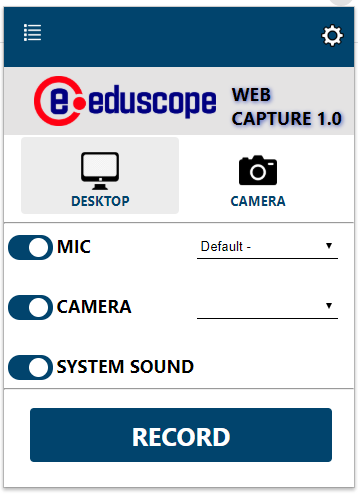 eduscope
WEB
CAPTURE 1.0
DESKTOP
CAMERA
MIC
Default -
CAMERA
SYSTEM SOUND
RECORD